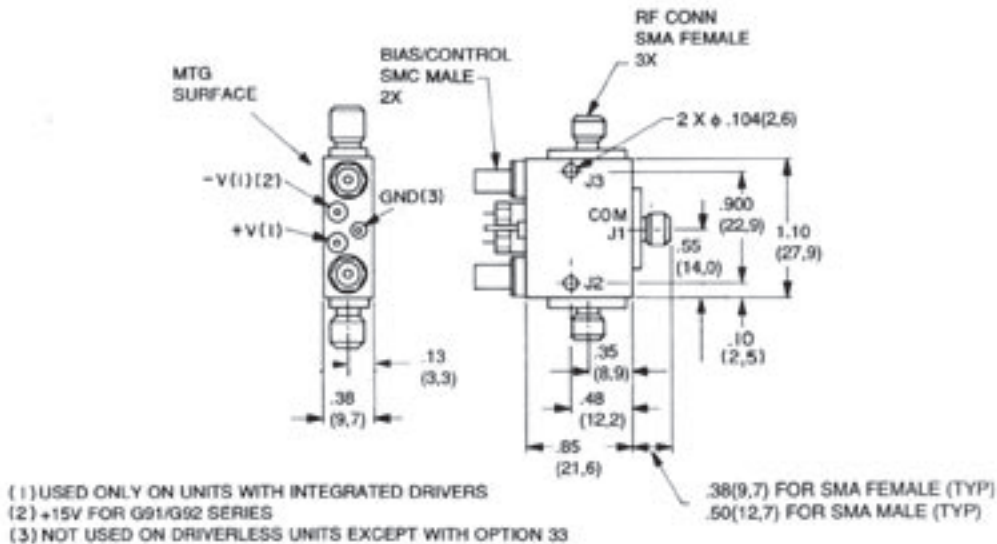 RF CONN
SMA FEMALE
3X
BIAS/CONTROL
SMC MALE
2X
MTG
SURFACE
2 X ϕ .104(2,6)
-V(1)(2)
GND(3)
+V(1)
J3
COM
J1
J2
.900
(22,9)
1.10
(27,9)
.55
(14,0)
.10
(2,5)
.13
(3,3)
.38
(9,7)
.35
(8,9)
.48
(12,2)
.85
(21,6)
.38(9,7) FOR SMA FEMALE (TYP)
.50(12,7) FOR SMA MALE (TYP)
(1) USED ONLY ON UNITS WITH INTEGRATED DRIVERS
(2) +15V FOR G91/G92 SERIES
(3) NOT USED ON DRIVERLESS UNITS EXCEPT WITH OPTION 33